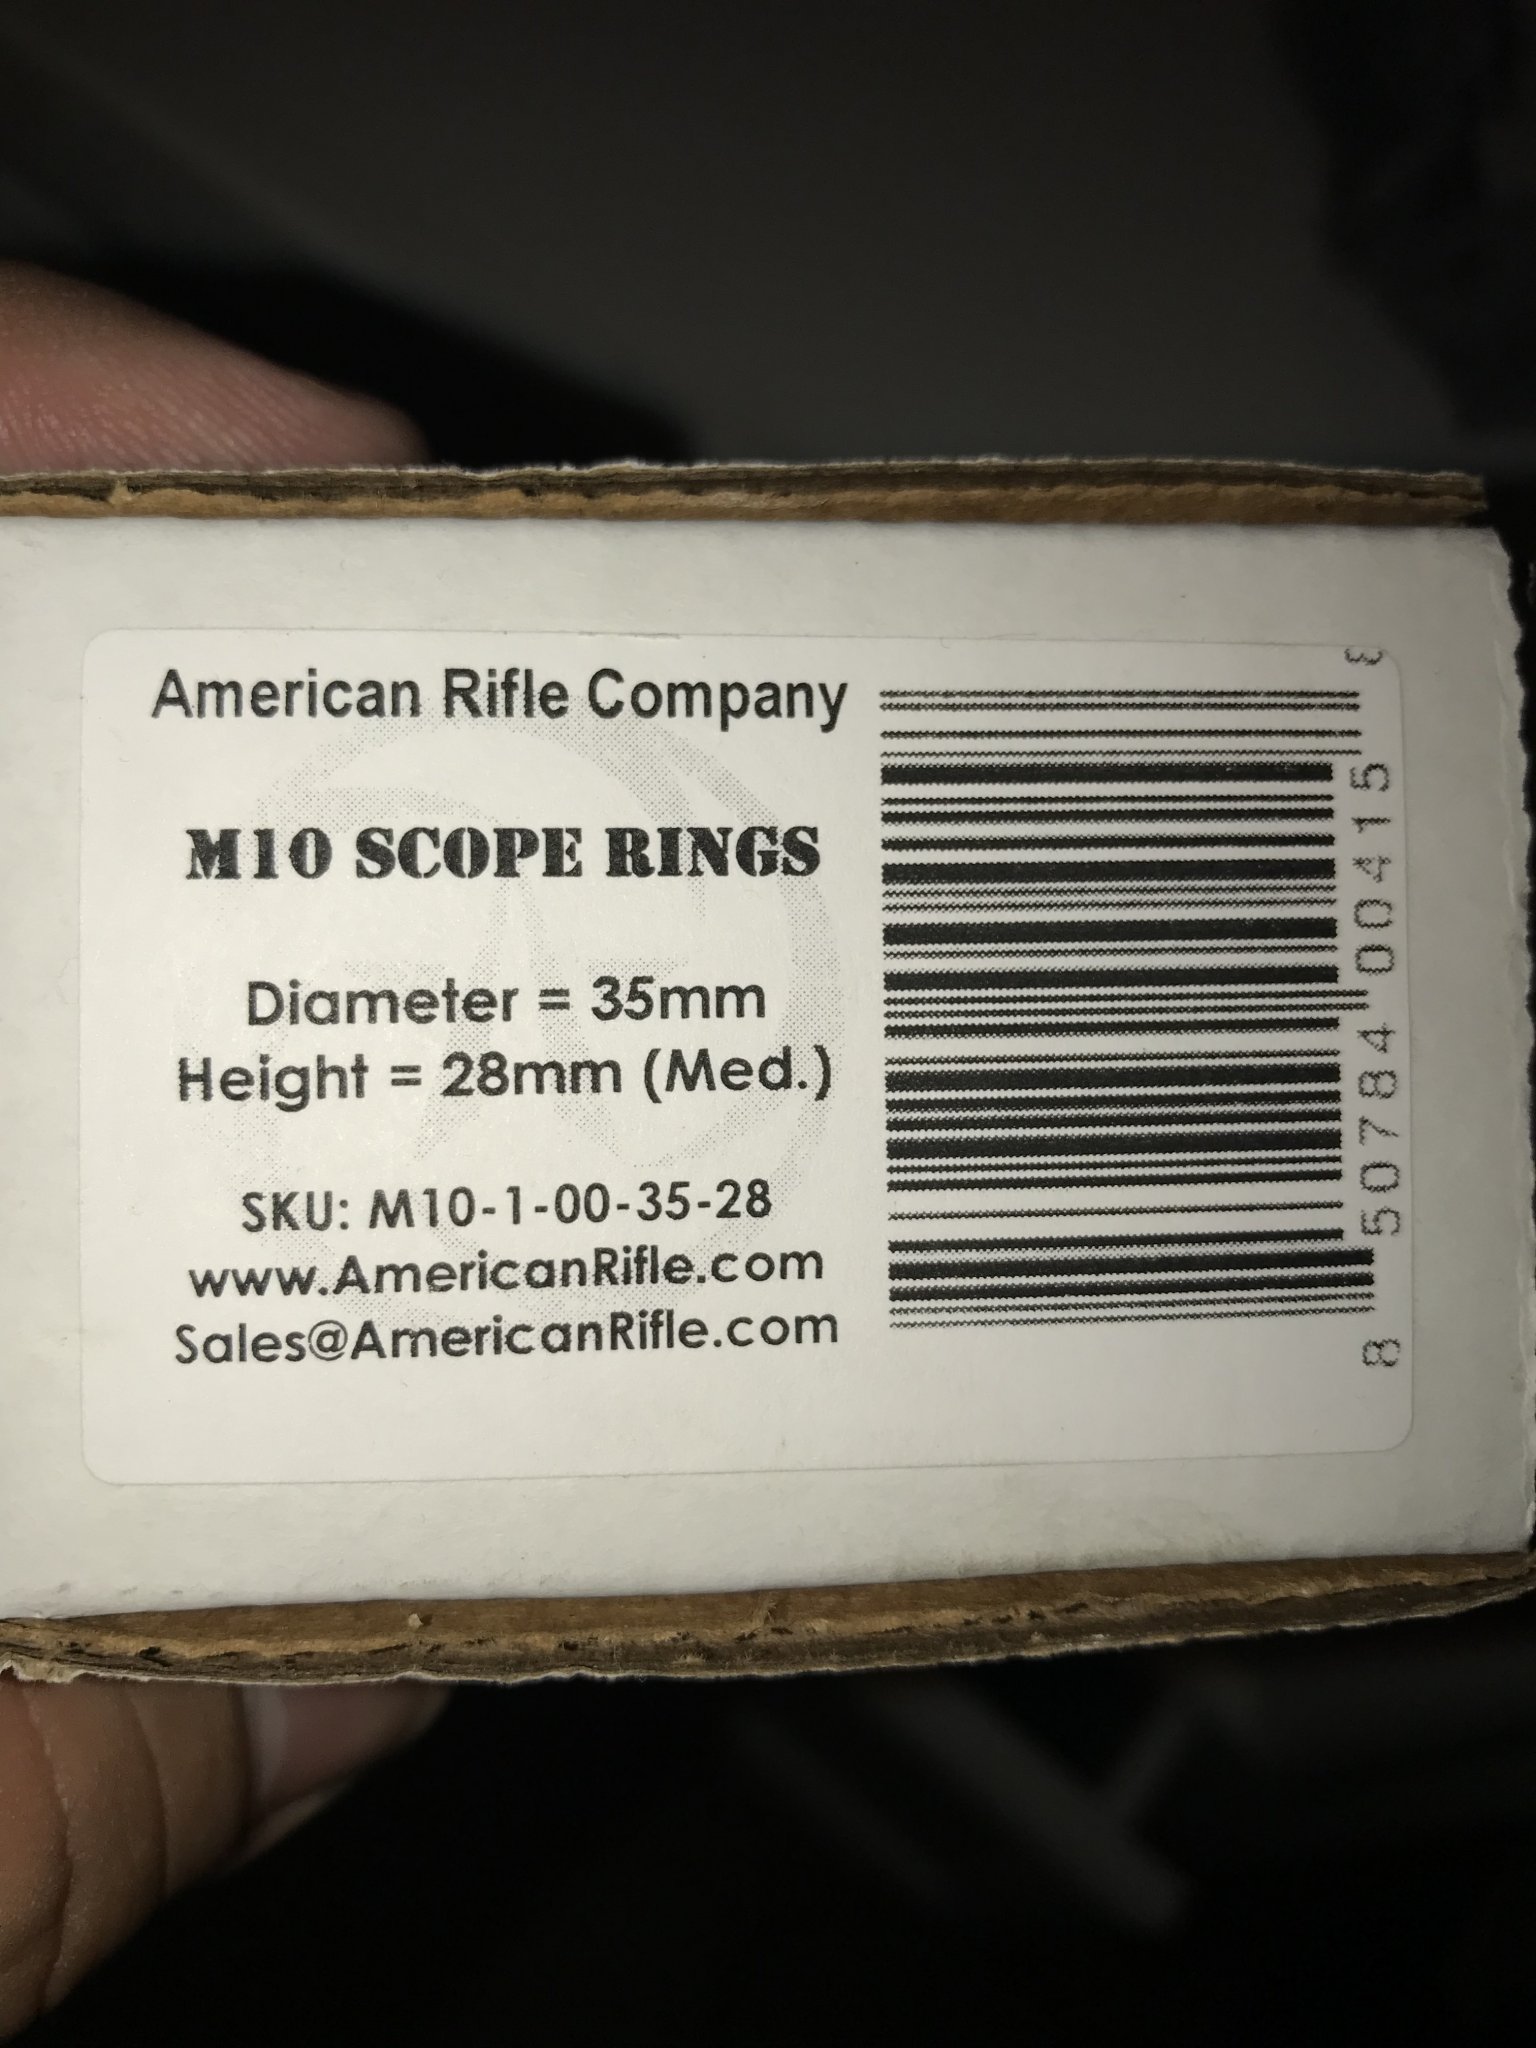 American Rifle Company
M10 SCOPE RINGS
Diameter = 35mm
Height = 28mm (Med.)
SKU: M10-1-00-35-28
www.AmericanRifle.com
Sales@AmericanRifle.com
8 50784 00415 3